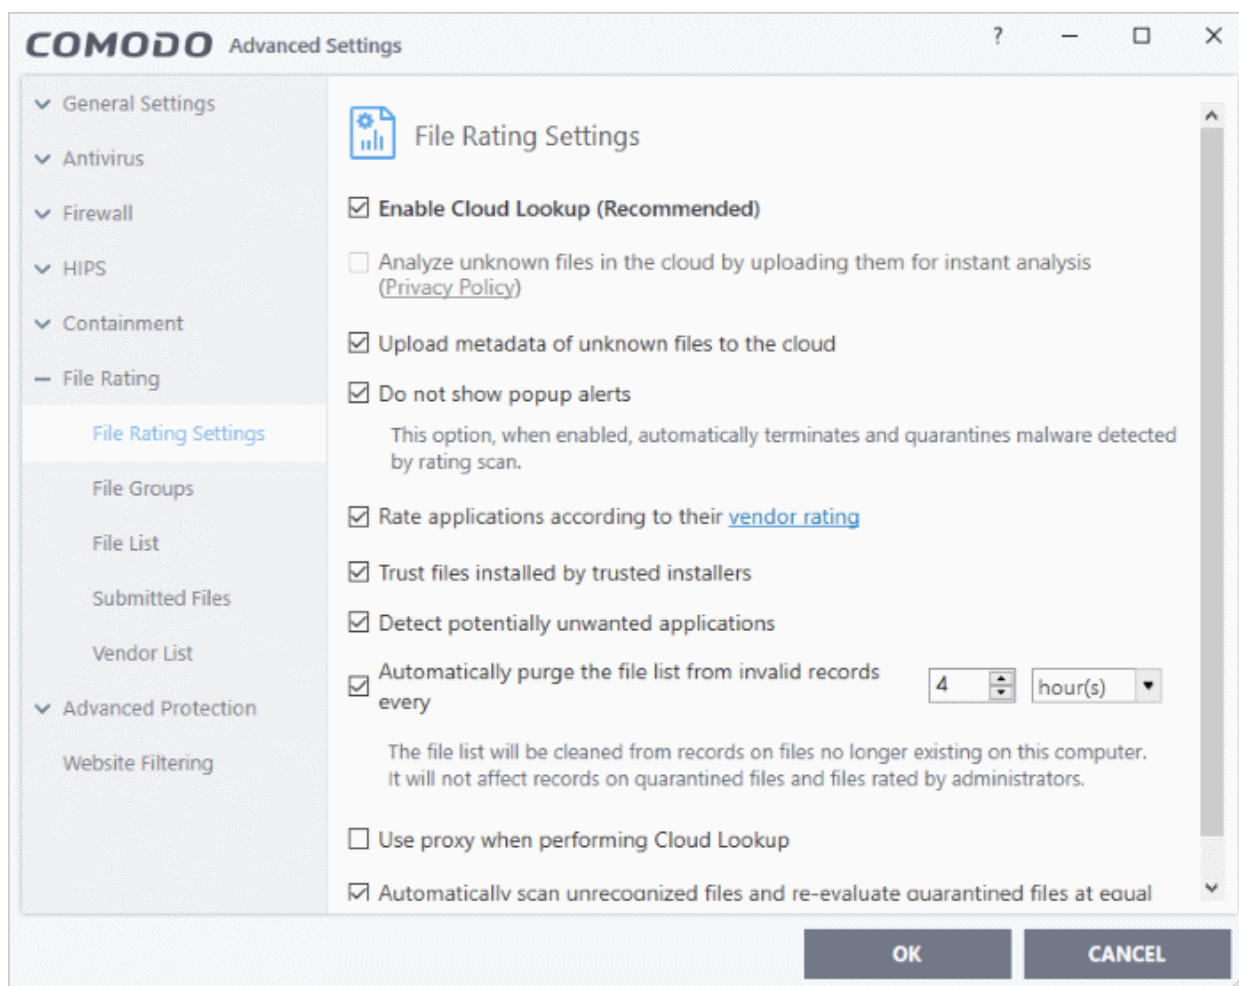 COMODO Advanced Settings ?
General Settings
Antivirus
Firewall
HIPS
Containment
File Rating
File Rating Settings
File Groups
File List
Submitted Files
Vendor List
Advanced Protection
Website Filtering
File Rating Settings
Enable Cloud Lookup (Recommended)
Analyze unknown files in the cloud by uploading them for instant analysis
(Privacy Policy)
Upload metadata of unknown files to the cloud
Do not show popup alerts
This option, when enabled, automatically terminates and quarantines malware detected
by rating scan.
Rate applications according to their vendor rating
Trust files installed by trusted installers
Detect potentially unwanted applications
Automatically purge the file list from invalid records
every
4 hour(s)
The file list will be cleaned from records on files no longer existing on this computer.
It will not affect records on quarantined files and files rated by administrators.
Use proxy when performing Cloud Lookup
Automatically scan unrecognized files and re-evaluate quarantined files at equal
OK CANCEL